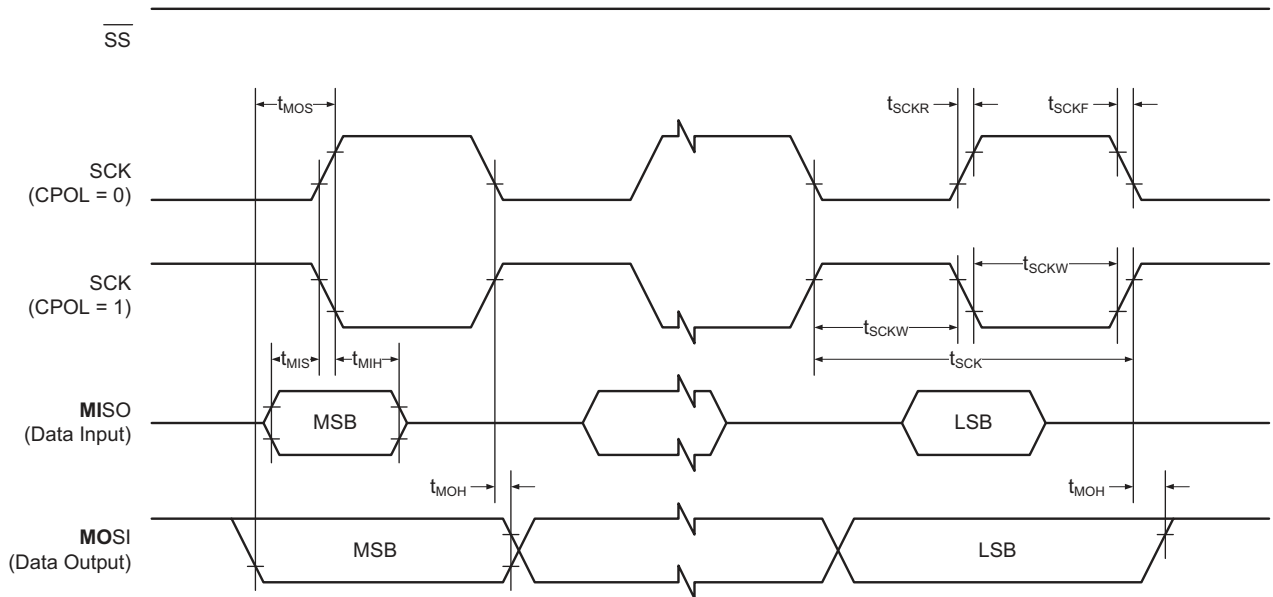 SS
tMOS
tSCKR
tSCKF
SCK
(CPOL = 0)
SCK
(CPOL = 1)
tSCKW
tSCKW
tSCK
tMIS
tMIH
MISO
(Data Input)
MSB
LSB
tMOH
tMOH
MOSI
(Data Output)
MSB
LSB